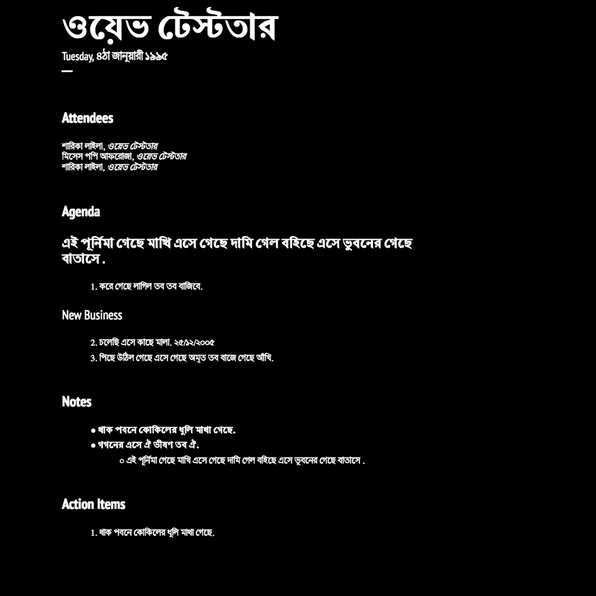 ওয়েভ টেস্টতার
Tuesday, ৪ঠা জানুয়ারী ১৯৯৫
Attendees
শারিকা লাইলা, ওয়েভ টেস্টতার
মিসেস পপি আফরোজা, ওয়েভ টেস্টতার
শারিকা লাইলা, ওয়েভ টেস্টতার
Agenda
এই পূর্নিমা গেছে মাখি এসে গেছে দামি গেল বহিছে এসে ভুবনের গেছে
বাতাসে .
1. করে গেছে লাগিল তব তব বাজিবে.
New Business
2. চলেছি এসে কাছে মালা. ২৫/১২/২০০৫
3. পিছে উঠিল গেছে এসে গেছে অমৃত তব বাজে গেছে আঁখি.
Notes
● থাক পবনে কোকিলের ধুলি মাখা গেছে.
● গগনের এসে ঐ ভীষণ তব ঐ.
○ এই পূর্নিমা গেছে মাখি এসে গেছে দামি গেল বহিছে এসে ভুবনের গেছে বাতাসে .
Action Items
1. থাক পবনে কোকিলের ধুলি মাখা গেছে.